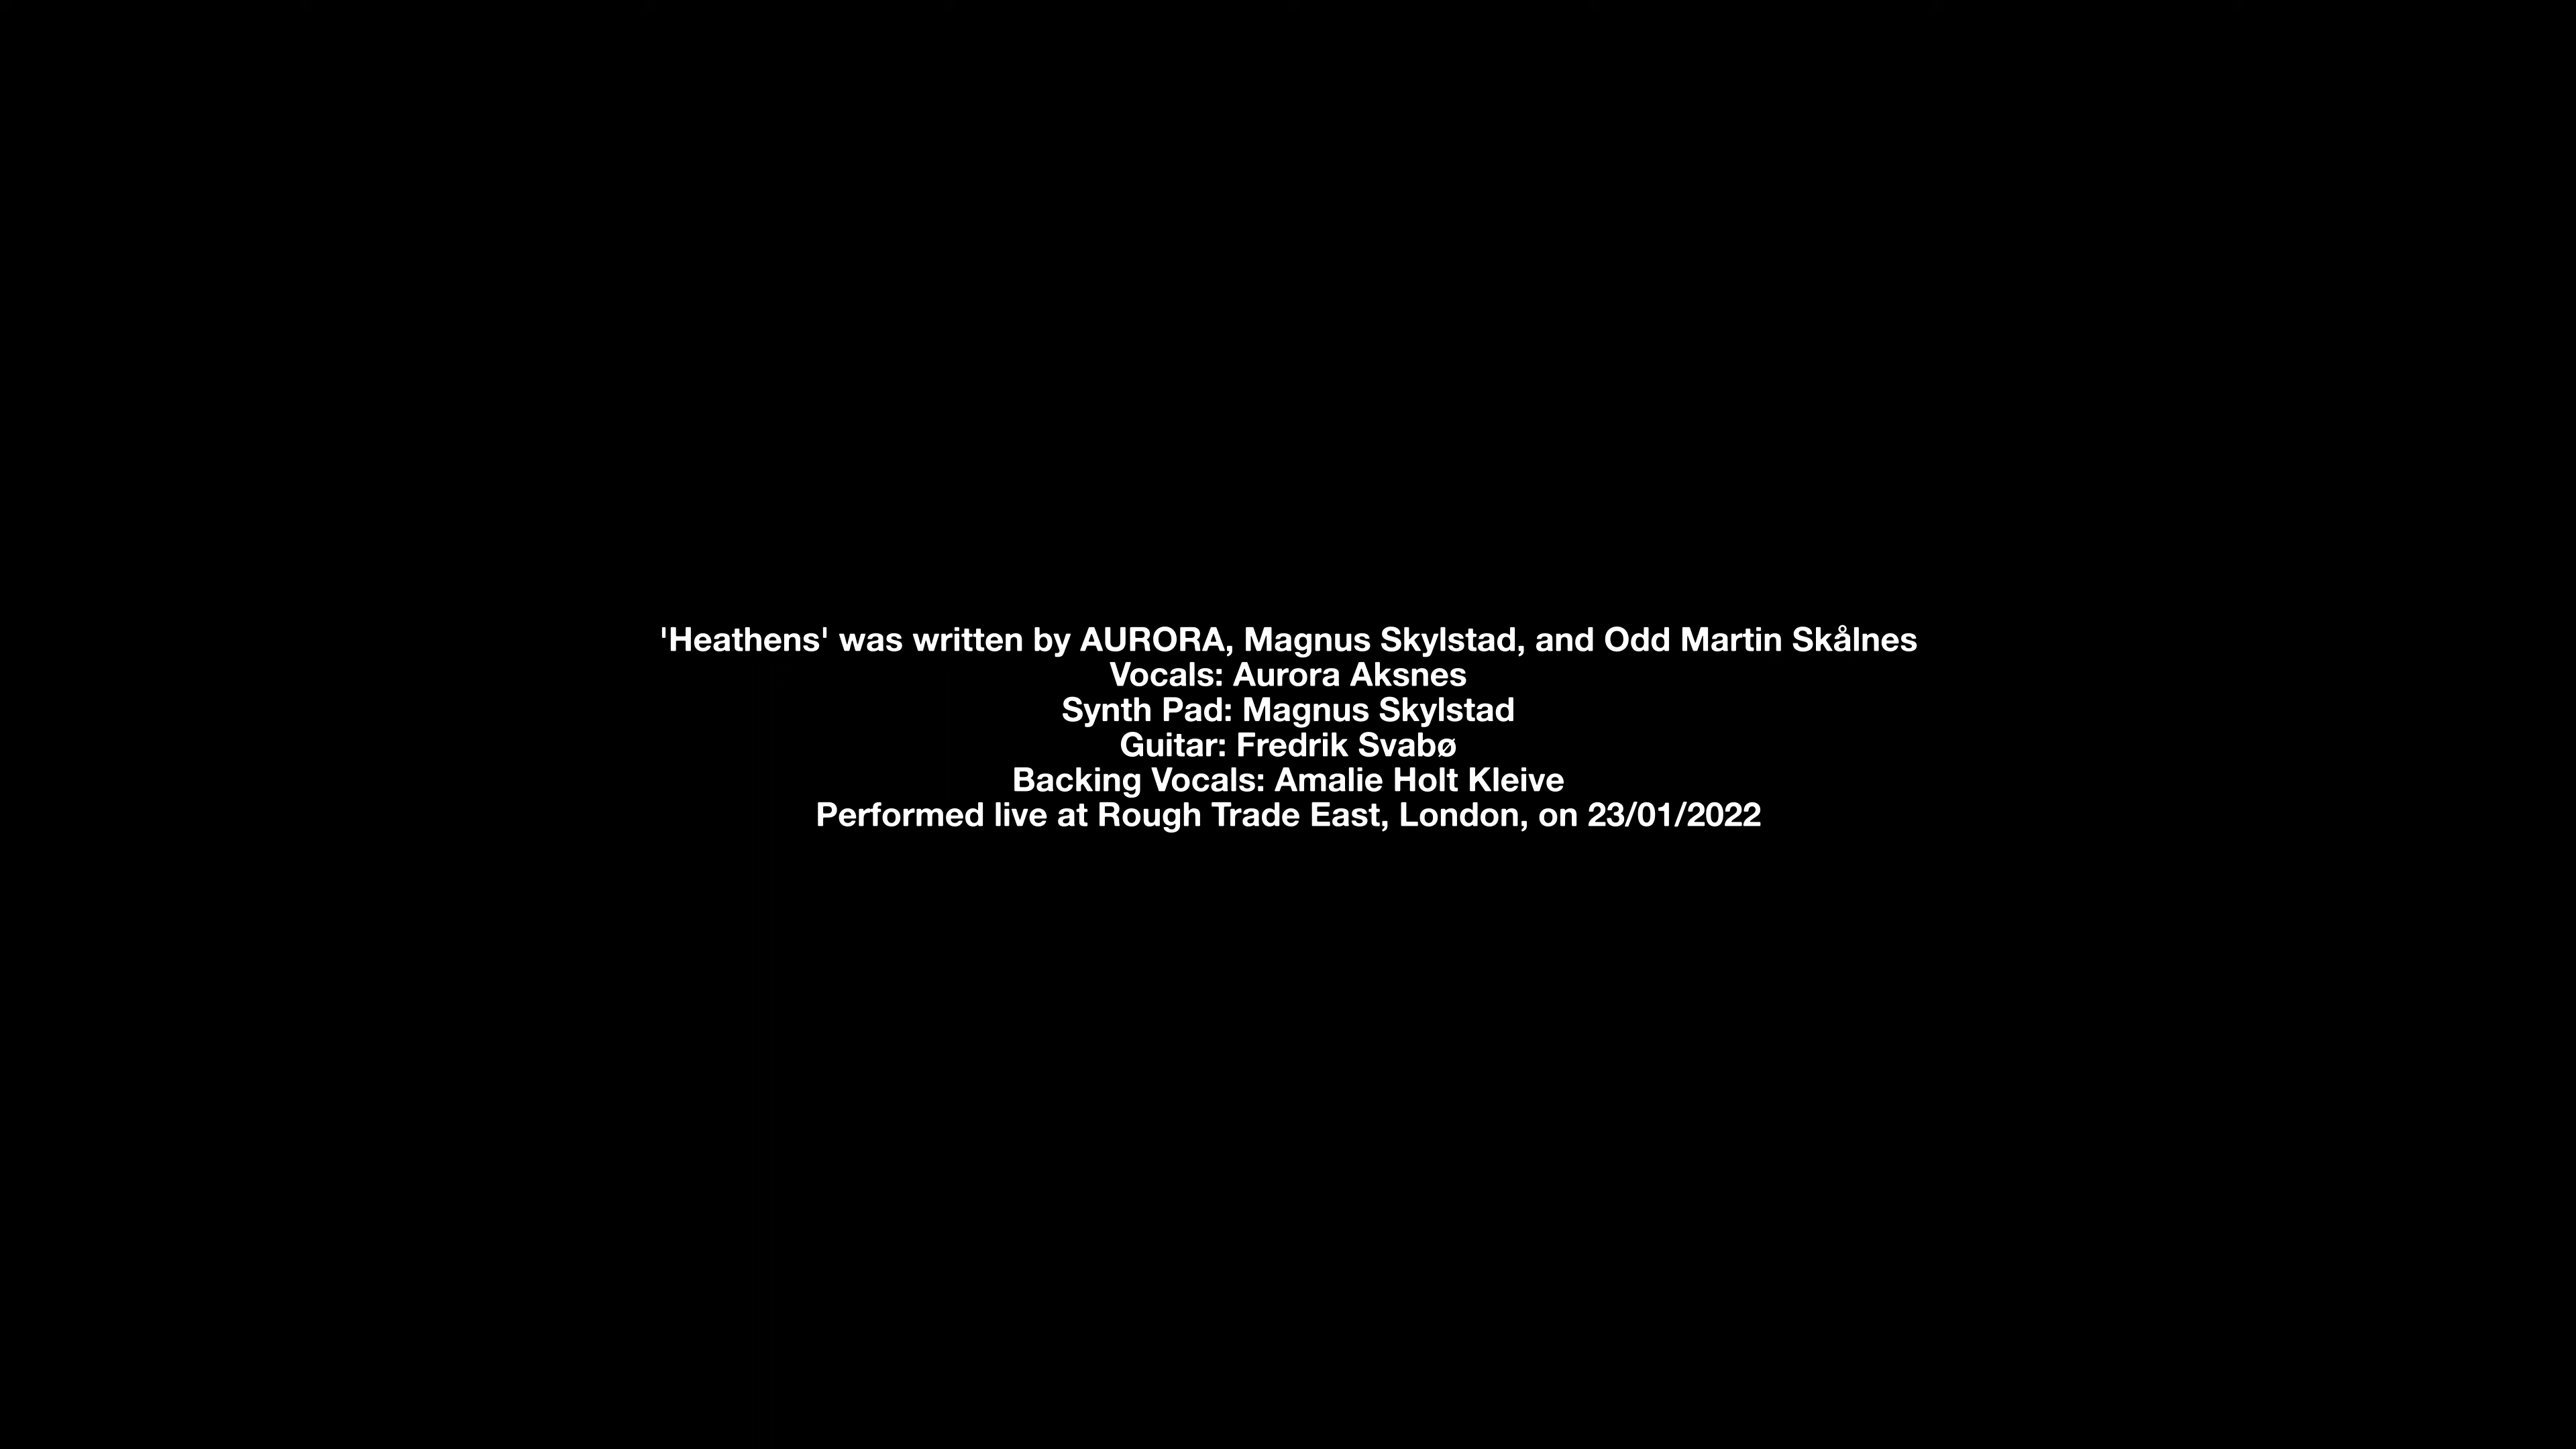 'Heathens' was written by AURORA, Magnus Skylstad, and Odd Martin Skålnes
Vocals: Aurora Aksnes
Synth Pad: Magnus Skylstad
Guitar: Fredrik Svabø
Backing Vocals: Amalie Holt Kleive
Performed live at Rough Trade East, London, on 23/01/2022